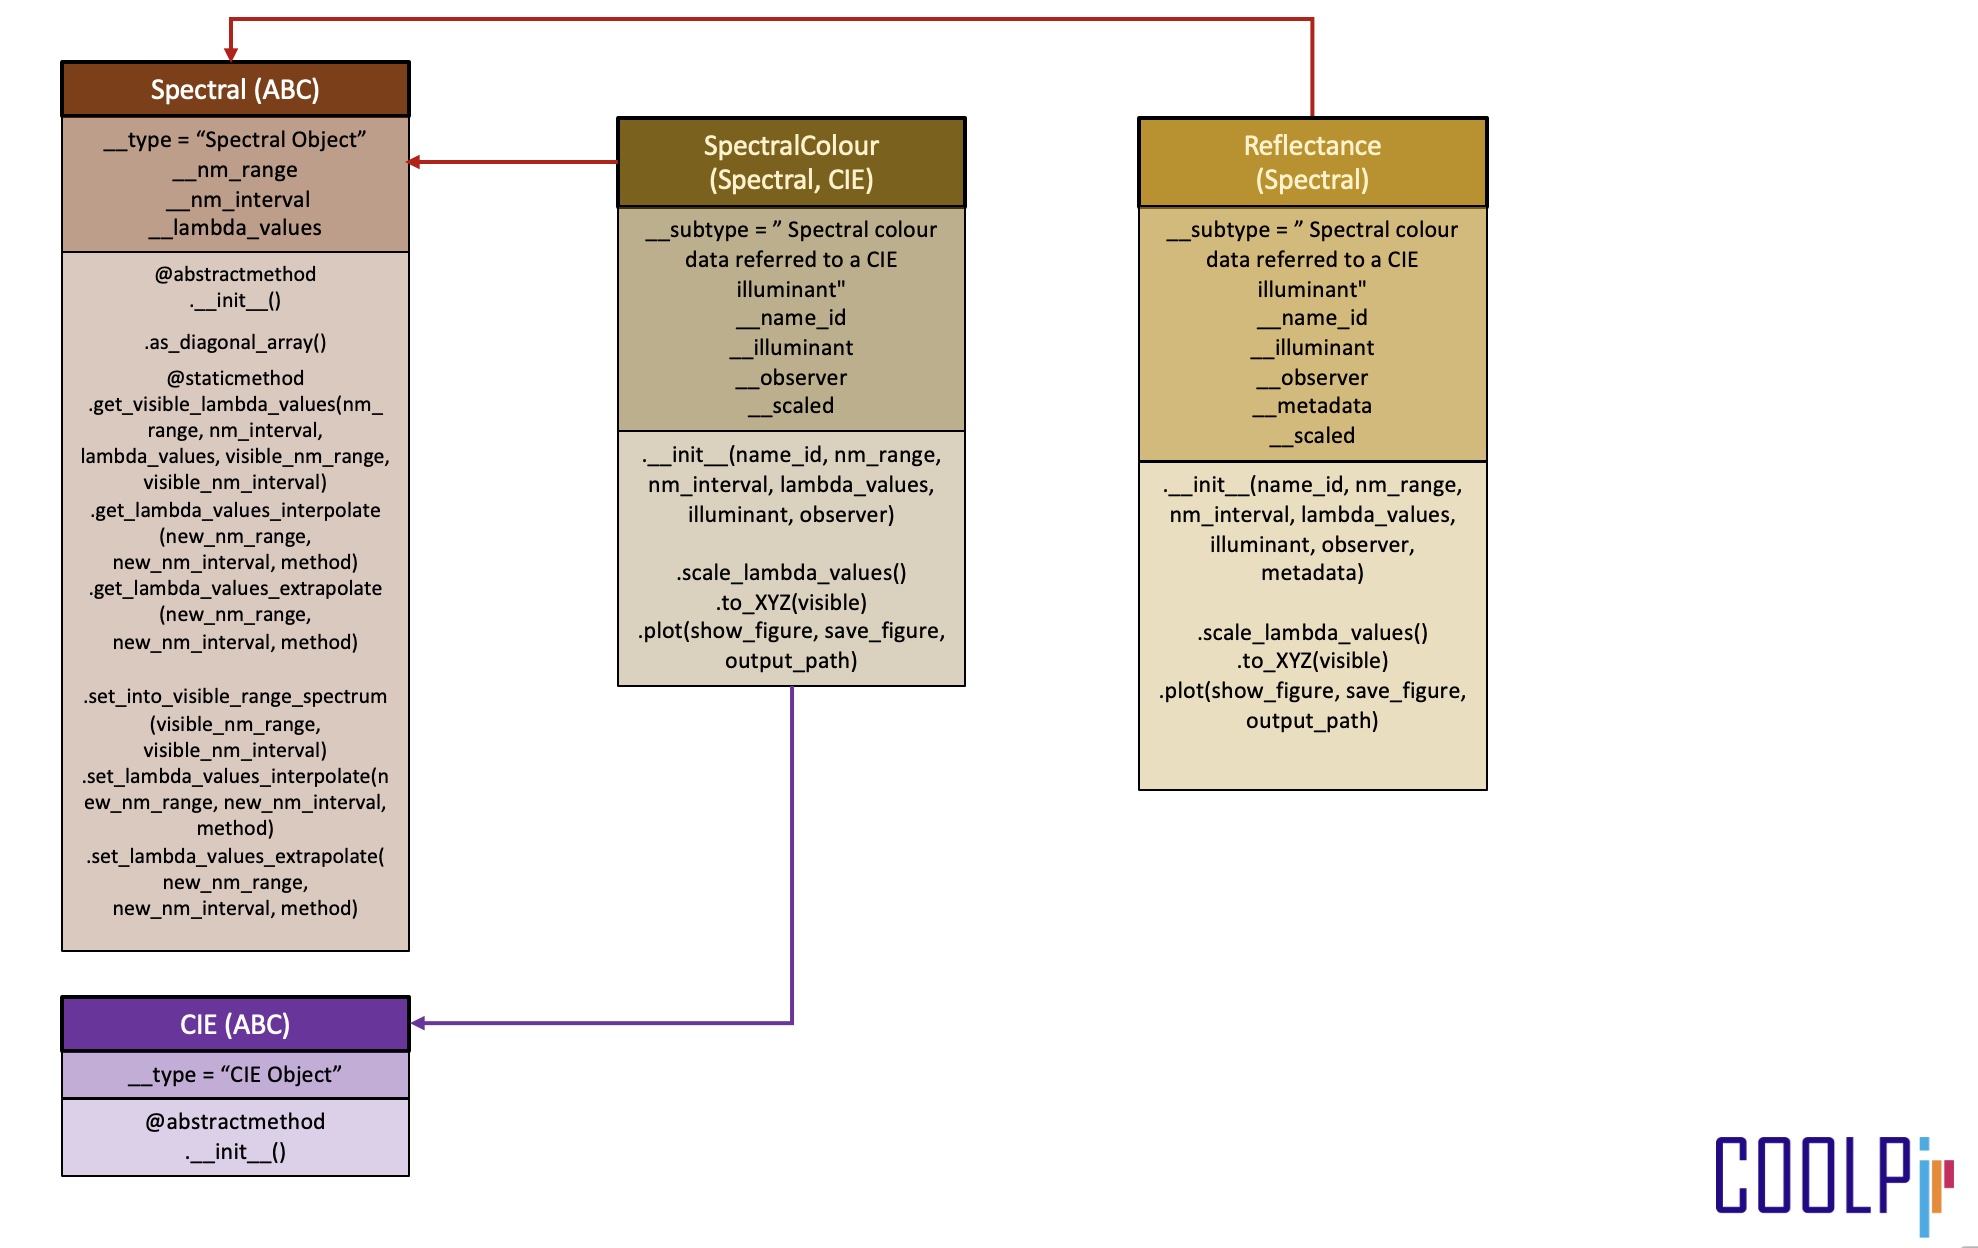 Spectral (ABC)
__type = “Spectral Object”
__nm_range
__nm_interval
__lambda_values
@abstractmethod
.__init__()
.as_diagonal_array()
@staticmethod
.get_visible_lambda_values(nm_
range, nm_interval,
lambda_values, visible_nm_range,
visible_nm_interval)
.get_lambda_values_interpolate
(new_nm_range,
new_nm_interval, method)
.get_lambda_values_extrapolate
(new_nm_range,
new_nm_interval, method)
.set_into_visible_range_spectrum
(visible_nm_range,
visible_nm_interval)
.set_lambda_values_interpolate(n
ew_nm_range, new_nm_interval,
method)
.set_lambda_values_extrapolate(
new_nm_range,
new_nm_interval, method)
CIE (ABC)
__type = “CIE Object”
@abstractmethod
.__init__()
SpectralColour
(Spectral, CIE)
__subtype = ” Spectral colour
data referred to a CIE
illuminant"
__name_id
__illuminant
__observer
__scaled
.__init__(name_id, nm_range,
nm_interval, lambda_values,
illuminant, observer)
.scale_lambda_values()
.to_XYZ(visible)
.plot(show_figure, save_figure,
output_path)
Reflectance
(Spectral)
__subtype = ” Spectral colour
data referred to a CIE
illuminant"
__name_id
__illuminant
__observer
__metadata
__scaled
.__init__(name_id, nm_range,
nm_interval, lambda_values,
illuminant, observer,
metadata)
.scale_lambda_values()
.to_XYZ(visible)
.plot(show_figure, save_figure,
output_path)
COOLPi